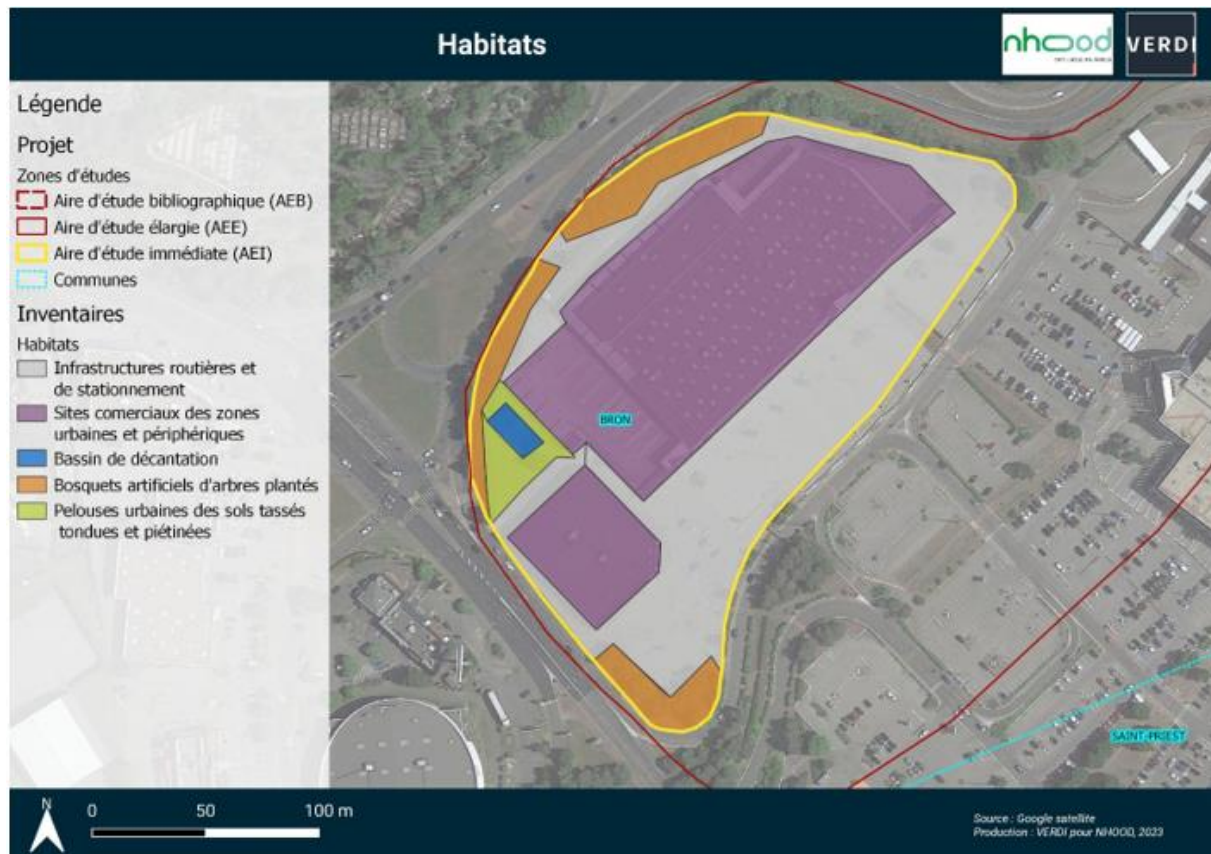 Habitats
nhood
VERDI
Légende
Projet
Zones d'études
Aire d'étude bibliographique (AEB)
Aire d'étude élargie (AEE)
Aire d'étude immédiate (AEI)
Communes
Inventaires
Habitats
Infrastructures routières et
de stationnement
Sites comerciaux des zones
urbaines et périphériques
Bassin de décantation
Bosquets artificiels d'arbres plantés
Pelouses urbaines des sols tassés
tondues et piétinées
BRON
SAINT-PRIEST
N
0 50 100 m
Source : Google satellite
Production : VERDI pour NHOOD, 2023